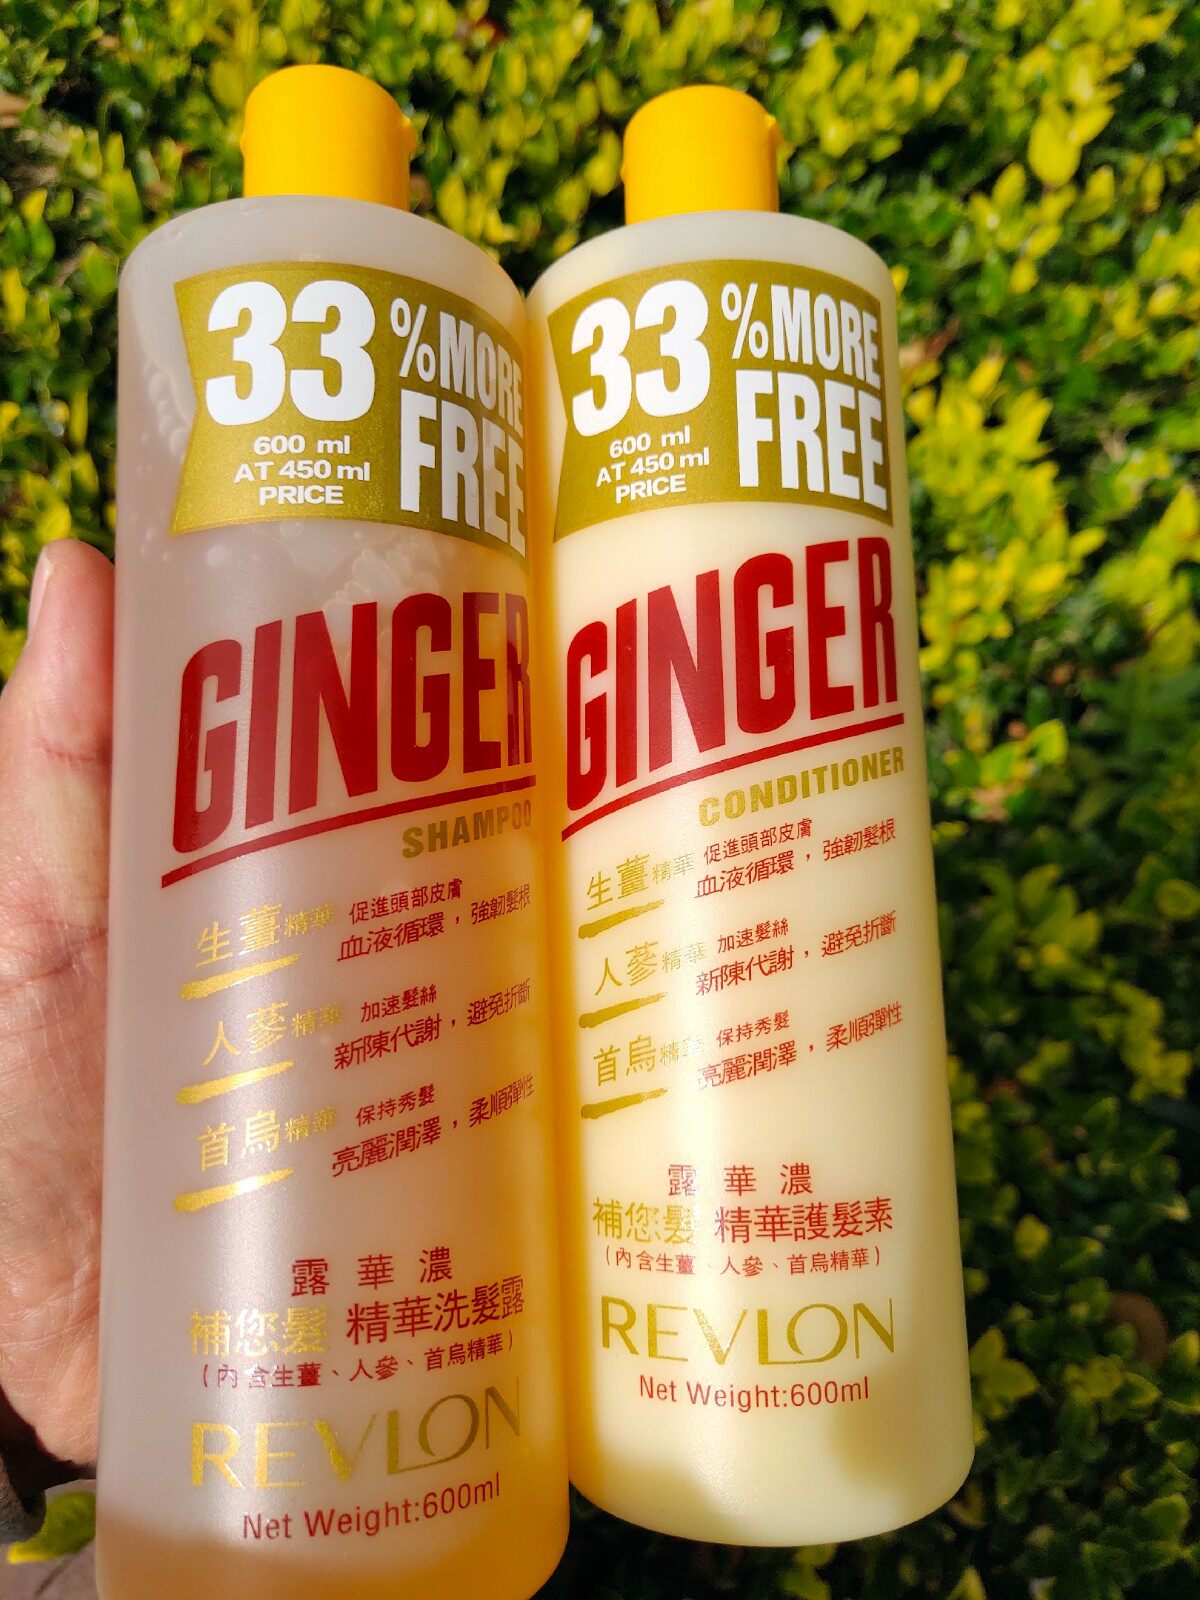 33
%MORE
FREE
600 ml
AT 450 ml
PRICE
GINGER
SHAMPOO
生薑精華 促進頭部皮膚
血液循環，強韌髮根
人蔘精華 加速髮絲
新陳代謝，避免折斷
首烏精華 保持秀髮
亮麗潤澤，柔順彈性
露華濃
補您髮 精華洗髮露
(內含生薑、人參、首烏精華)
REVLON
Net Weight:600ml
33
%MORE
FREE
600 ml
AT 450 ml
PRICE
GINGER
CONDITIONER
生薑精華 促進頭部皮膚
血液循環，強韌髮根
人蔘精華 加速髮絲
新陳代謝，避免折斷
首烏精華 保持秀髮
亮麗潤澤，柔順彈性
露華濃
補您髮 精華護髮素
(內含生薑、人參、首烏精華)
REVLON
Net Weight:600ml